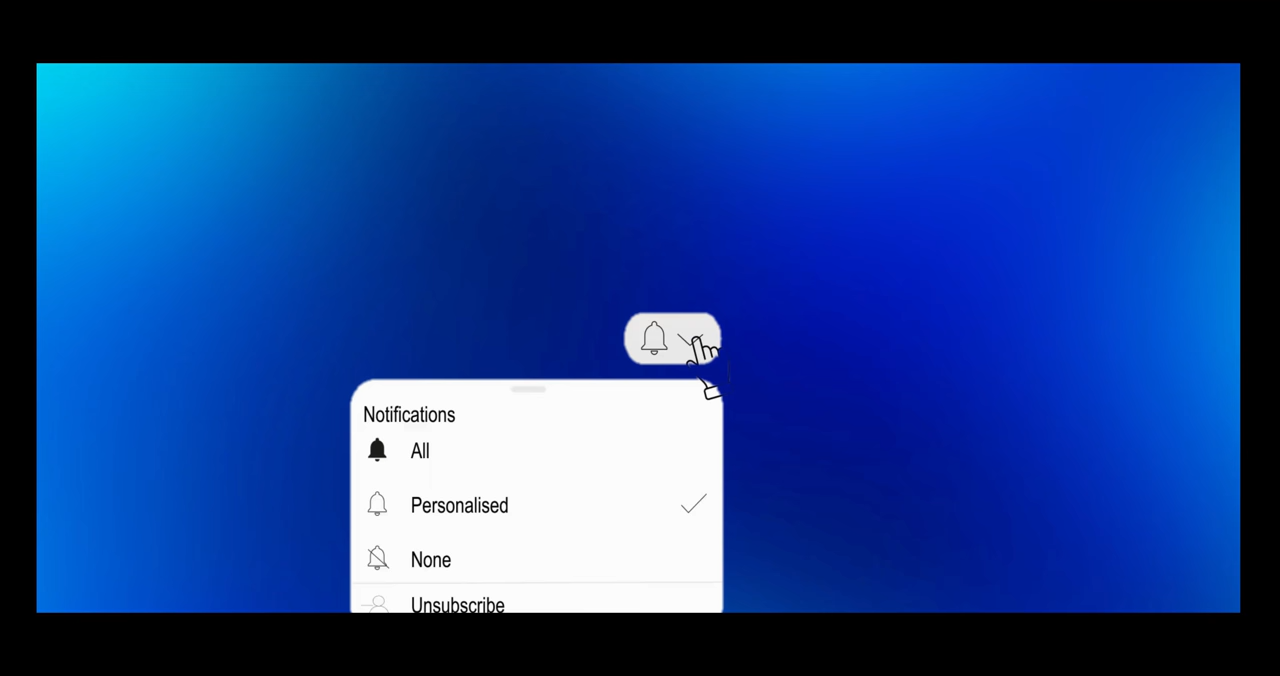 Notifications
All
Personalised
None
Unsubscribe